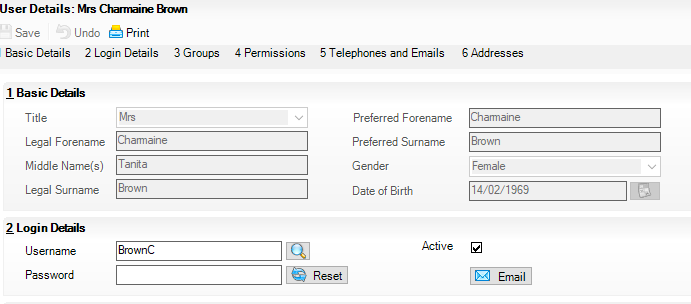 User Details: Mrs Charmaine Brown
Save Undo Print
1 Basic Details 2 Login Details 3 Groups 4 Permissions 5 Telephones and Emails 6 Addresses
1 Basic Details
Title Mrs Preferred Forename Charmaine
Legal Forename Charmaine Preferred Surname Brown
Middle Name(s) Tanita Gender Female
Legal Surname Brown Date of Birth 14/02/1969
2 Login Details
Username BrownC Active
Password Reset Email